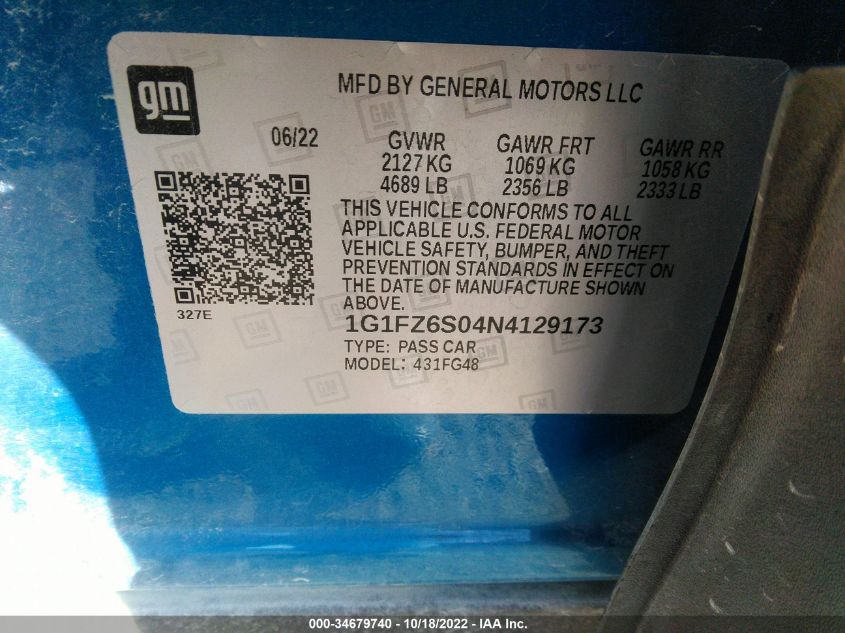 gm
MFD BY GENERAL MOTORS LLC
06/22
GVWR GAWR FRT GAWR RR
2127 KG 1069 KG 1058 KG
4689 LB 2356 LB 2333 LB
THIS VEHICLE CONFORMS TO ALL
APPLICABLE U.S. FEDERAL MOTOR
VEHICLE SAFETY, BUMPER, AND THEFT
PREVENTION STANDARDS IN EFFECT ON
THE DATE OF MANUFACTURE SHOWN
ABOVE.
327E
1G1FZ6S04N4129173
TYPE: PASS CAR
MODEL: 431FG48
000-34679740 - 10/18/2022 - IAA Inc.